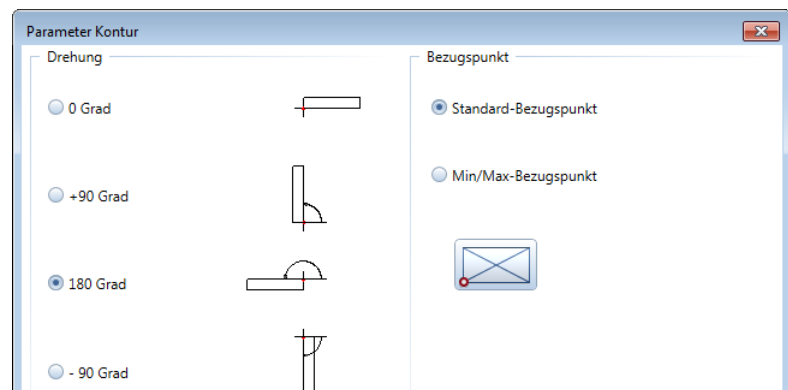 Parameter Kontur
Drehung
0 Grad
+90 Grad
180 Grad
- 90 Grad
Bezugspunkt
Standard-Bezugspunkt
Min/Max-Bezugspunkt